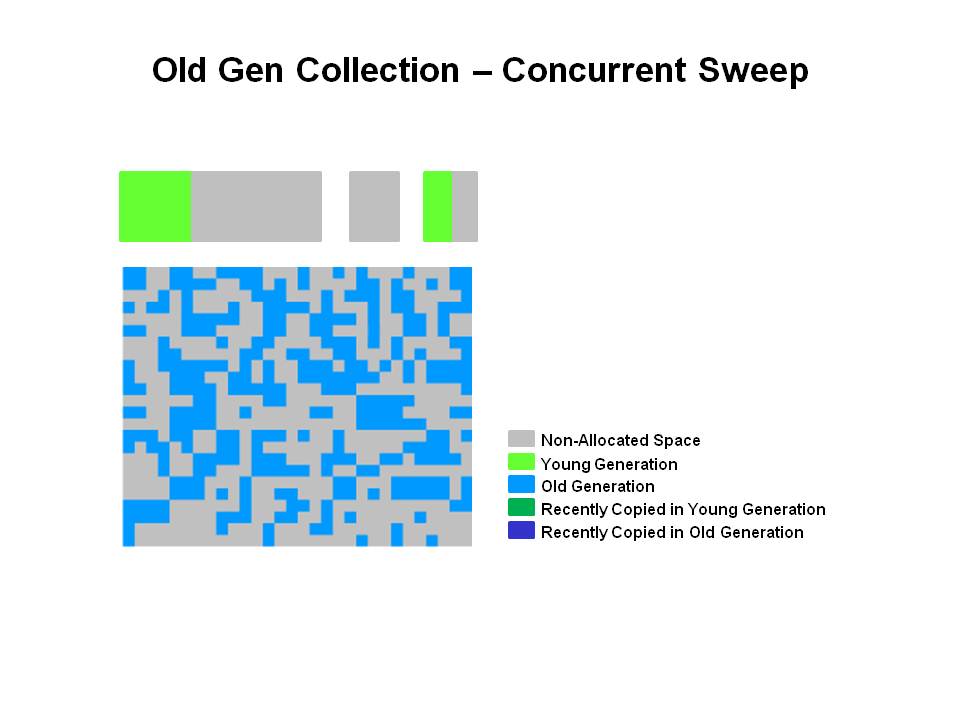 Old Gen Collection – Concurrent Sweep
Non-Allocated Space
Young Generation
Old Generation
Recently Copied in Young Generation
Recently Copied in Old Generation